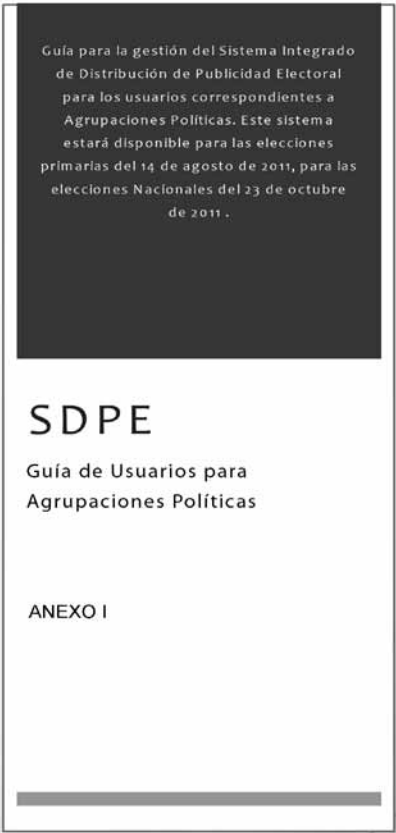 Guía para la gestión del Sistema Integrado
de Distribución de Publicidad Electoral
para los usuarios correspondientes a
Agrupaciones Políticas. Este sistema
estará disponible para las elecciones
primarias del 14 de agosto de 2011, para las
elecciones Nacionales del 23 de octubre
de 2011 .
SDPE
Guía de Usuarios para
Agrupaciones Políticas
ANEXO I